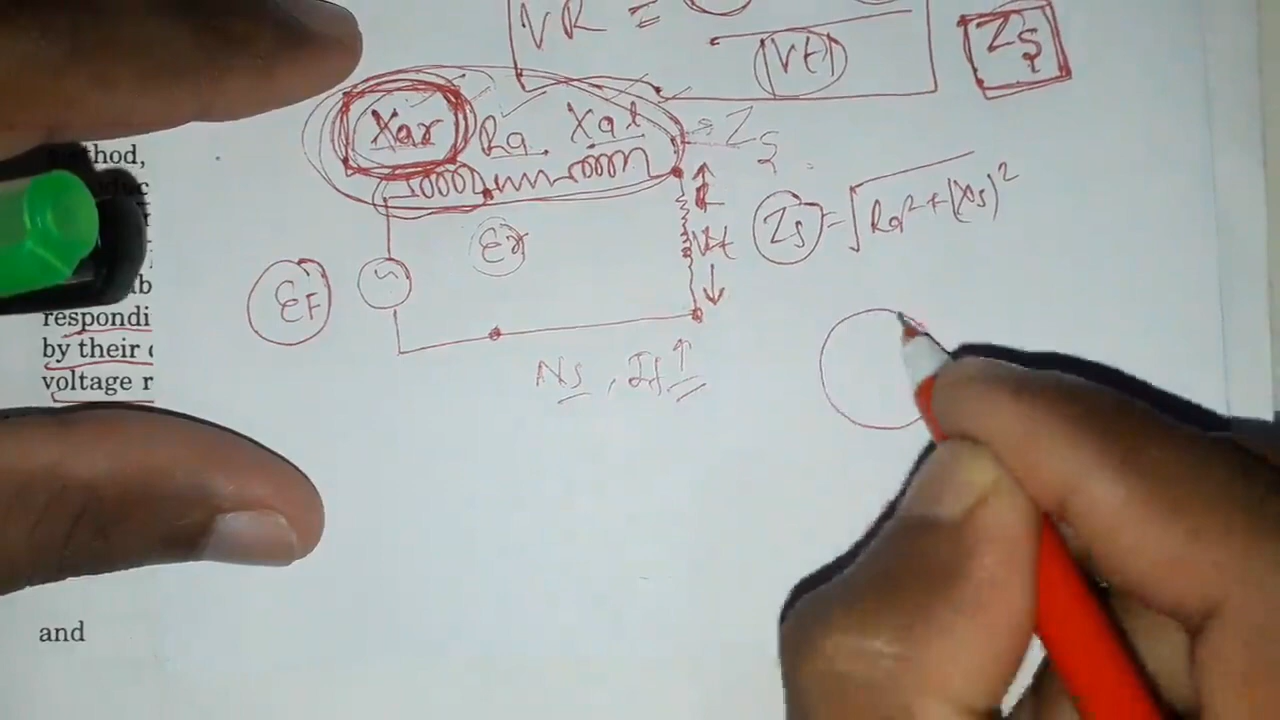 VR =
|Vt|
Zs
Xar Ra Xal
Zs
Zs = √Ra² + (Xs)²
Vt
Er
EF
Ns, If ↑
method,
respondi
by their
voltage r
and